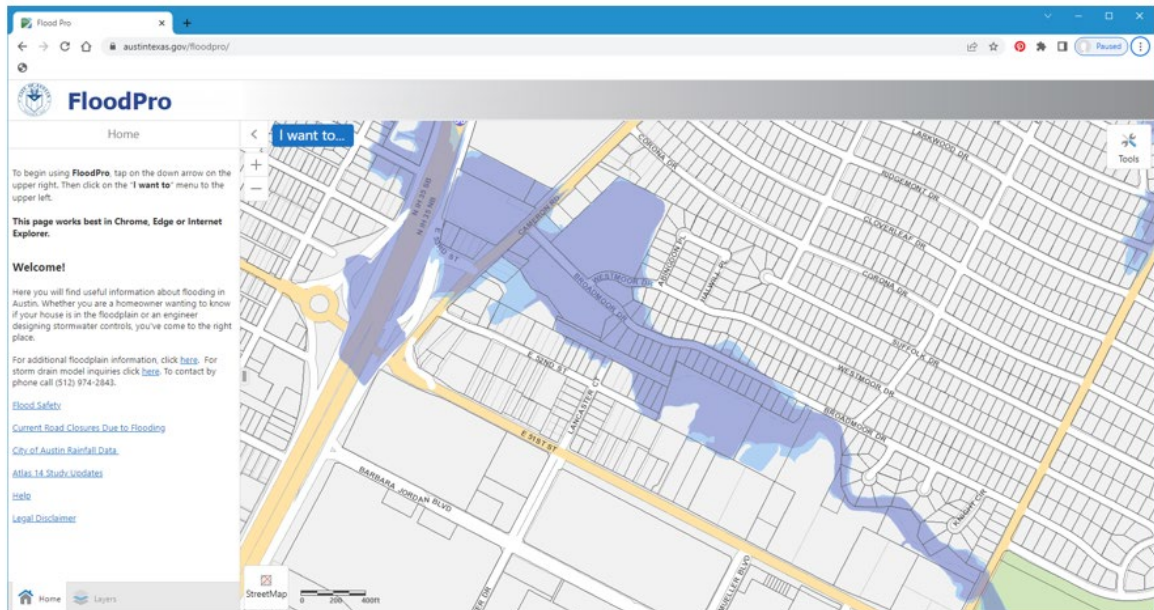 Flood Pro
austintexas.gov/floodpro/
Paused
FloodPro
Home
To begin using FloodPro, tap on the down arrow on the
upper right. Then click on the "I want to" menu to the
upper left.
This page works best in Chrome, Edge or Internet
Explorer.
Welcome!
Here you will find useful information about flooding in
Austin. Whether you are a homeowner wanting to know
if your house is in the floodplain or an engineer
designing stormwater controls, you've come to the right
place.
For additional floodplain information, click here. For
storm drain model inquiries click here. To contact by
phone call (512) 974-2843.
Flood Safety
Current Road Closures Due to Flooding
City of Austin Rainfall Data
Atlas 14 Study Updates
Help
Legal Disclaimer
Home
Layers
I want to...
Tools
N IH 35 SB
N IH 35 NB
E 52ND ST
CAMERON RD
CORONA DR
LARKWOOD DR
RIDGEMONT DR
CLOVERLEAF DR
CORONA DR
ABINGDON PL
HALWILL PL
WESTMOOR DR
BROADMOOR DR
SUFFOLK DR
WESTMOOR DR
BROADMOOR DR
E 52ND ST
LANCASTER CT
E 51ST ST
BARBARA JORDAN BLVD
KNIGHT CIR
MUELLER BLVD
StreetMap
0 200 400ft